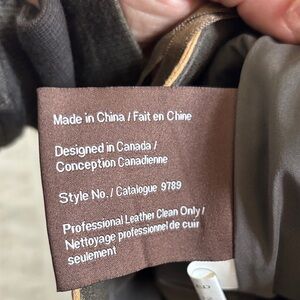 Made in China / Fait en Chine
Designed in Canada /
Conception Canadienne
Style No. / Catalogue 9789
Professional Leather Clean Only /
Nettoyage professionnel de cuir
seulement